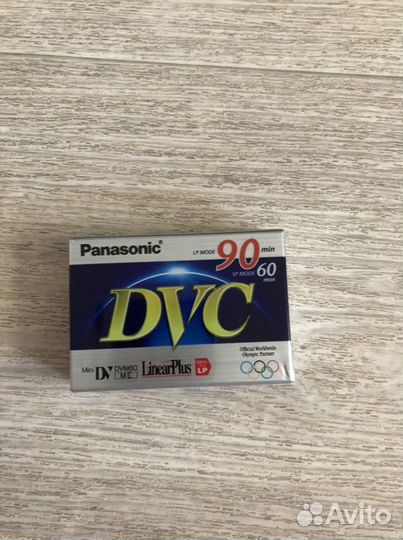 Panasonic
LP MODE 90 min
SP MODE 60 min
DVC
Mini DV DVM60 ME LinearPlus LP
Official Worldwide
Olympic Partner
Avito